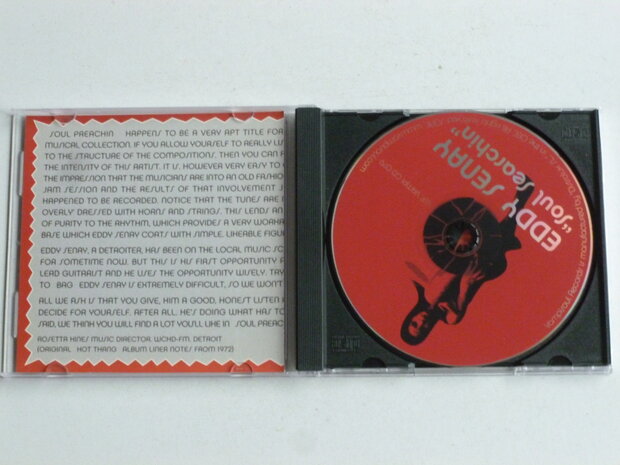 SOUL PREACHIN HAPPENS TO BE A VERY APT TITLE FOR
MUSICAL COLLECTION. IF YOU ALLOW YOURSELF TO REALLY LI
TO THE STRUCTURE OF THE COMPOSITIONS, THEN YOU CAN F
THE INTENSITY OF THIS ARTIST. IT IS, HOWEVER VERY EASY TO G
THE IMPRESSION THAT THE MUSICIANS ARE INTO AN OLD FASHIO
JAM SESSION AND THE RESULTS OF THAT INVOLVEMENT J
HAPPENED TO BE RECORDED. NOTICE THAT THE TUNES ARE N
OVERLY DRESSED WITH HORNS AND STRINGS. THIS LENDS AN
OF PURITY TO THE RHYTHM, WHICH PROVIDES A VERY WORKAB
BASE WHICH EDDY SENAY COATS WITH SIMPLE, LIKEABLE FIGU
EDDY SENAY, A DETROITER, HAS BEEN ON THE LOCAL MUSIC SC
FOR SOMETIME NOW. BUT THIS IS HIS FIRST OPPORTUNITY A
LEAD GUITARIST AND HE USES THE OPPORTUNITY WISELY. TRY
TO BAG EDDY SENAY IS EXTREMELY DIFFICULT, SO WE WON'T
ALL WE ASK IS THAT YOU GIVE, HIM A GOOD, HONEST LISTEN
DECIDE FOR YOURSELF. AFTER ALL, HE'S DOING WHAT HAS TO
SAID, WE THINK YOU WILL FIND A LOT YOU'LL LIKE IN SOUL PREAC
ROSETTA HINES MUSIC DIRECTOR, WCHD-FM, DETROIT
(ORIGINAL HOT THANG ALBUM LINER NOTES FROM 1972)
EDDY SENAY
"Soul Searchin"